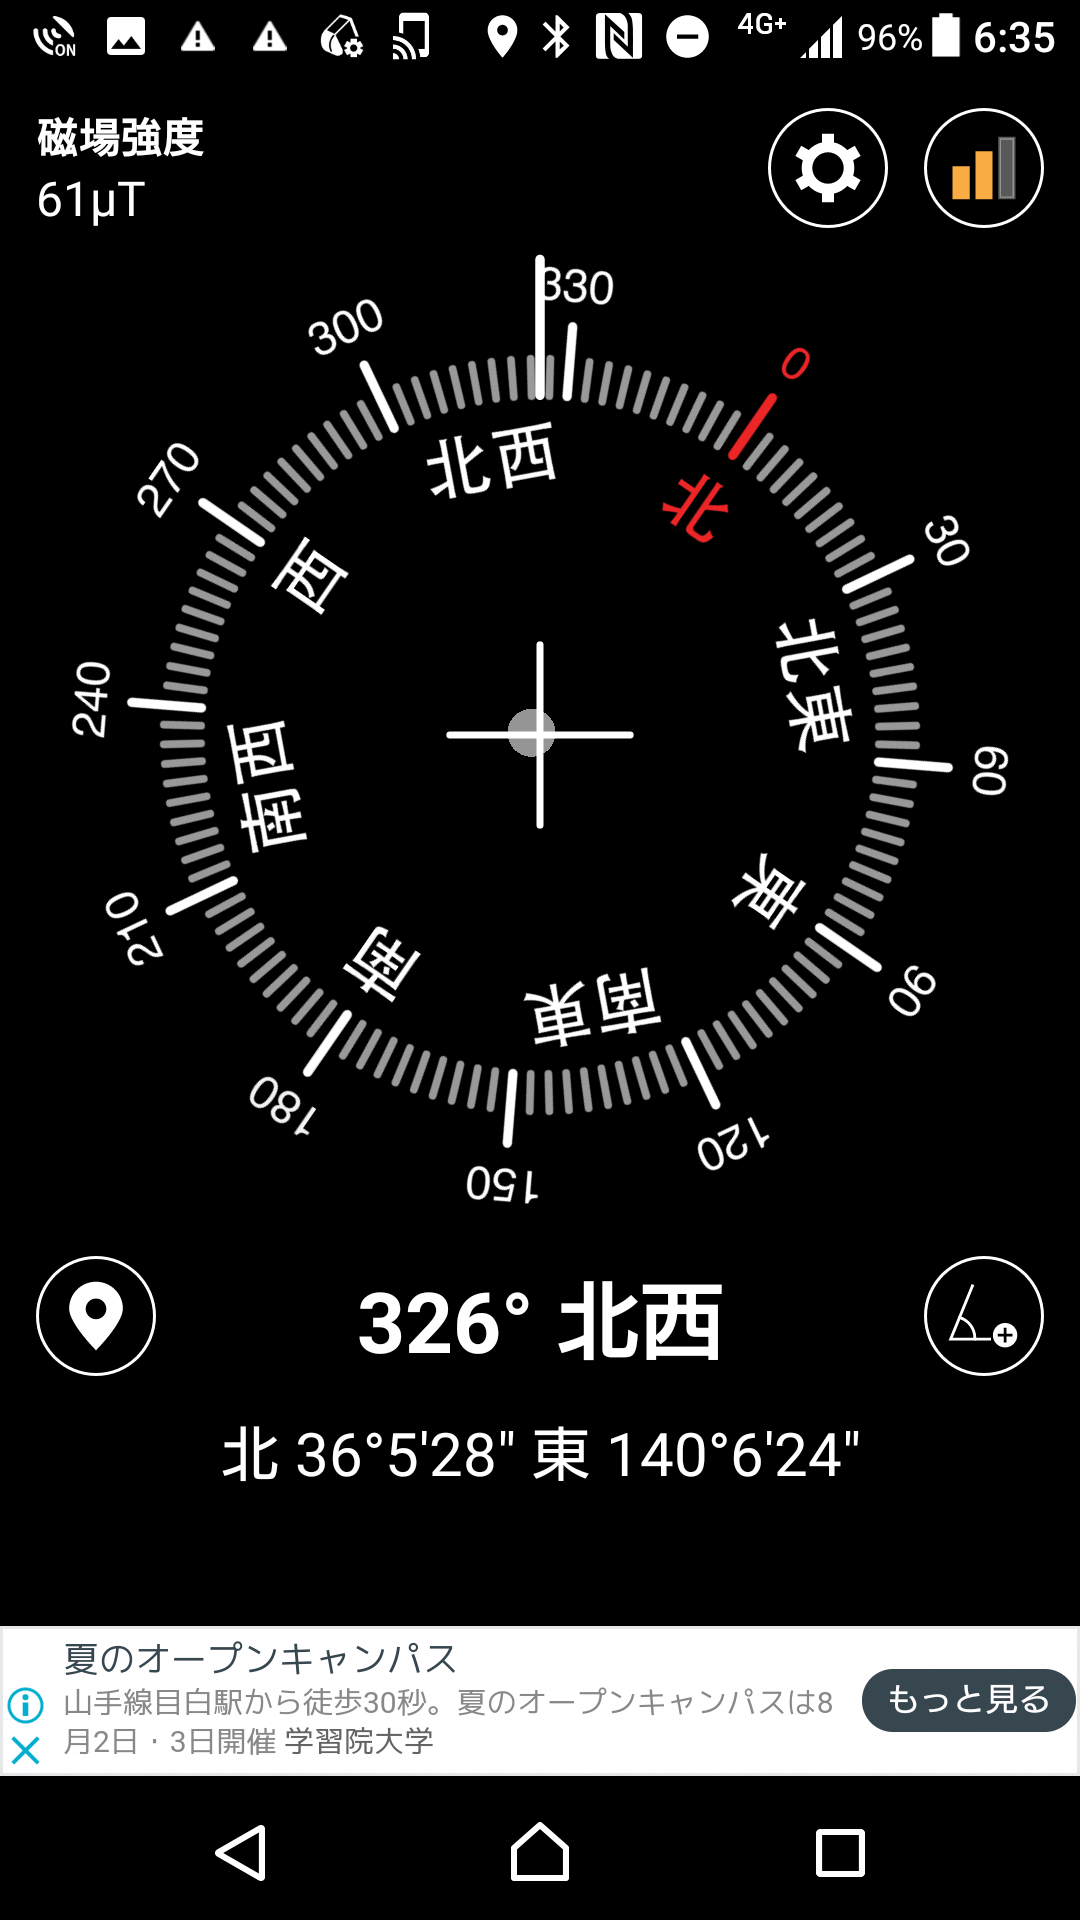 ON 4G+ 96% 6:35
磁場強度
61μT
330
300
0
270
北西
北
30
西
北東
240
南西
60
東
210
南
南東
90
180
120
150
326° 北西
北 36°5'28" 東 140°6'24"
夏のオープンキャンパス
山手線目白駅から徒歩30秒。夏のオープンキャンパスは8
月2日・3日開催 学習院大学
もっと見る